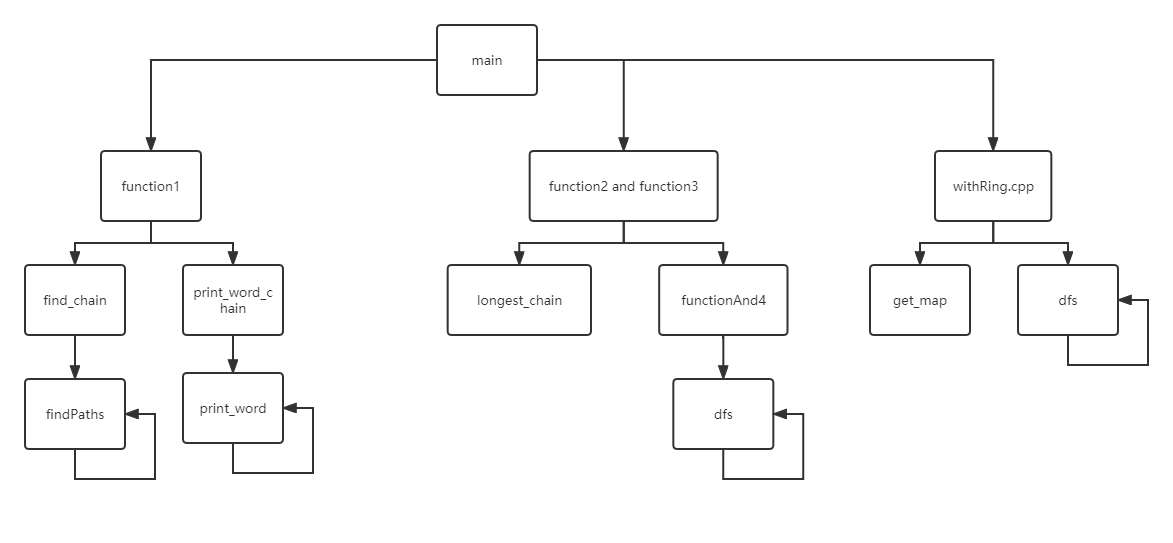 main
function1
function2 and function3
withRing.cpp
find_chain
print_word_c
hain
longest_chain
functionAnd4
get_map
dfs
findPaths
print_word
dfs